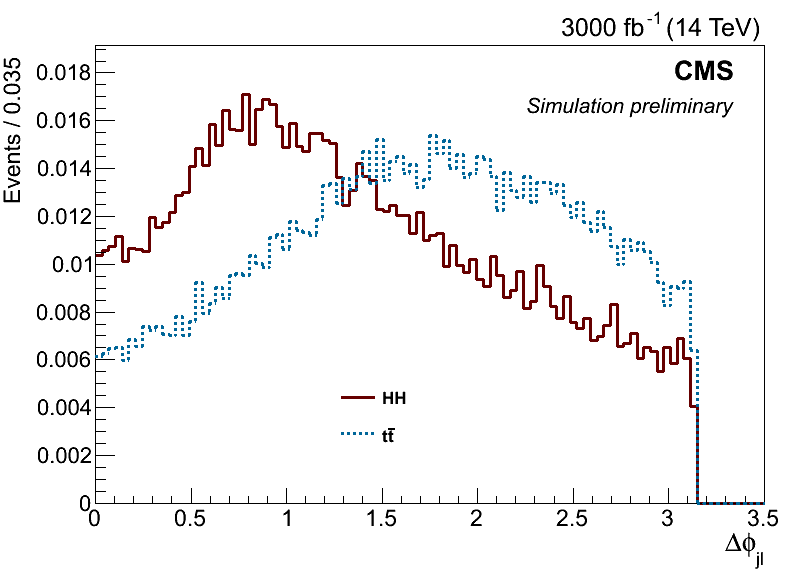 3000 fb⁻¹ (14 TeV)
CMS
Simulation preliminary
Events / 0.035
0.018
0.016
0.014
0.012
0.01
0.008
0.006
0.004
0.002
0
HH
tt̄
0 0.5 1 1.5 2 2.5 3 3.5
Δϕjl